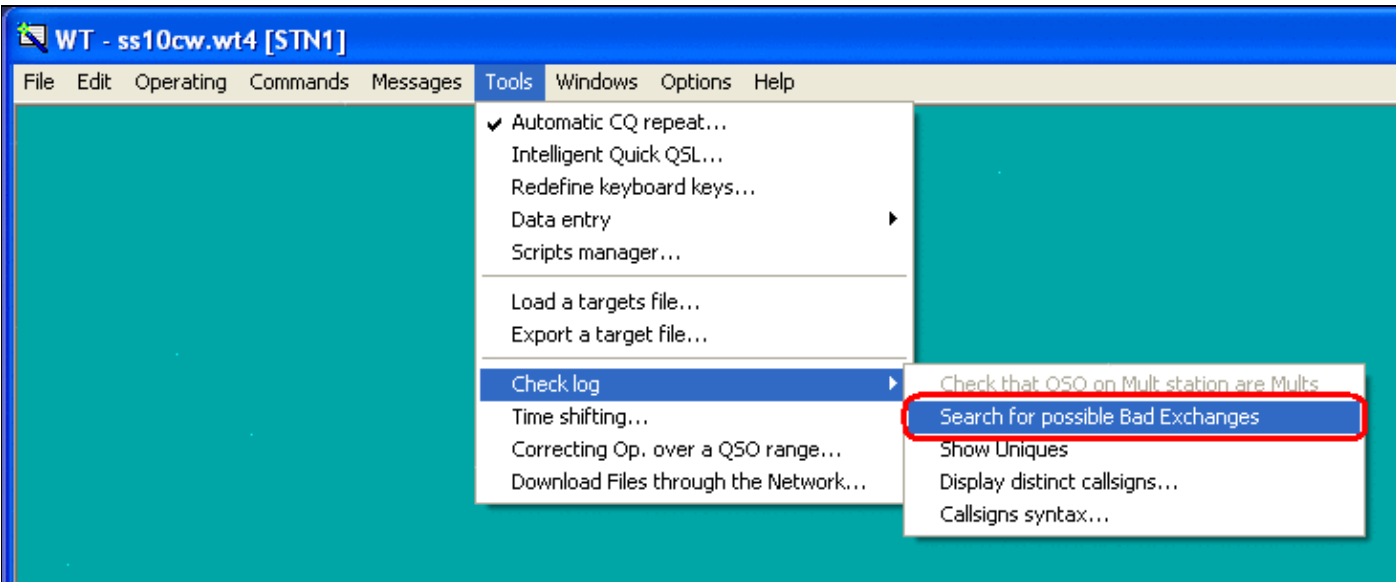 WT - ss10cw.wt4 [STN1]
File Edit Operating Commands Messages Tools Windows Options Help
Automatic CQ repeat...
Intelligent Quick QSL...
Redefine keyboard keys...
Data entry
Scripts manager...
Load a targets file...
Export a target file...
Check log
Time shifting...
Correcting Op. over a QSO range...
Download Files through the Network...
Check that QSO on Mult station are Mults
Search for possible Bad Exchanges
Show Uniques
Display distinct callsigns...
Callsigns syntax...